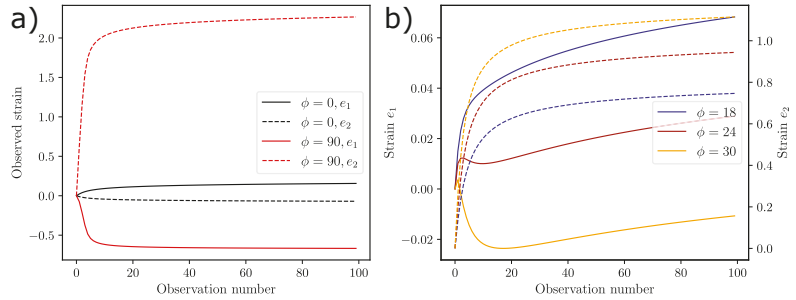 a)
Observed strain
2.0
1.5
1.0
0.5
0.0
−0.5
0
20
40
60
80
100
Observation number
ϕ = 0, e₁
ϕ = 0, e₂
ϕ = 90, e₁
ϕ = 90, e₂
b)
Strain e₁
0.06
0.04
0.02
0.00
−0.02
0
20
40
60
80
100
Observation number
ϕ = 18
ϕ = 24
ϕ = 30
1.0
0.8
0.6
0.4
0.2
0.0
Strain e₂